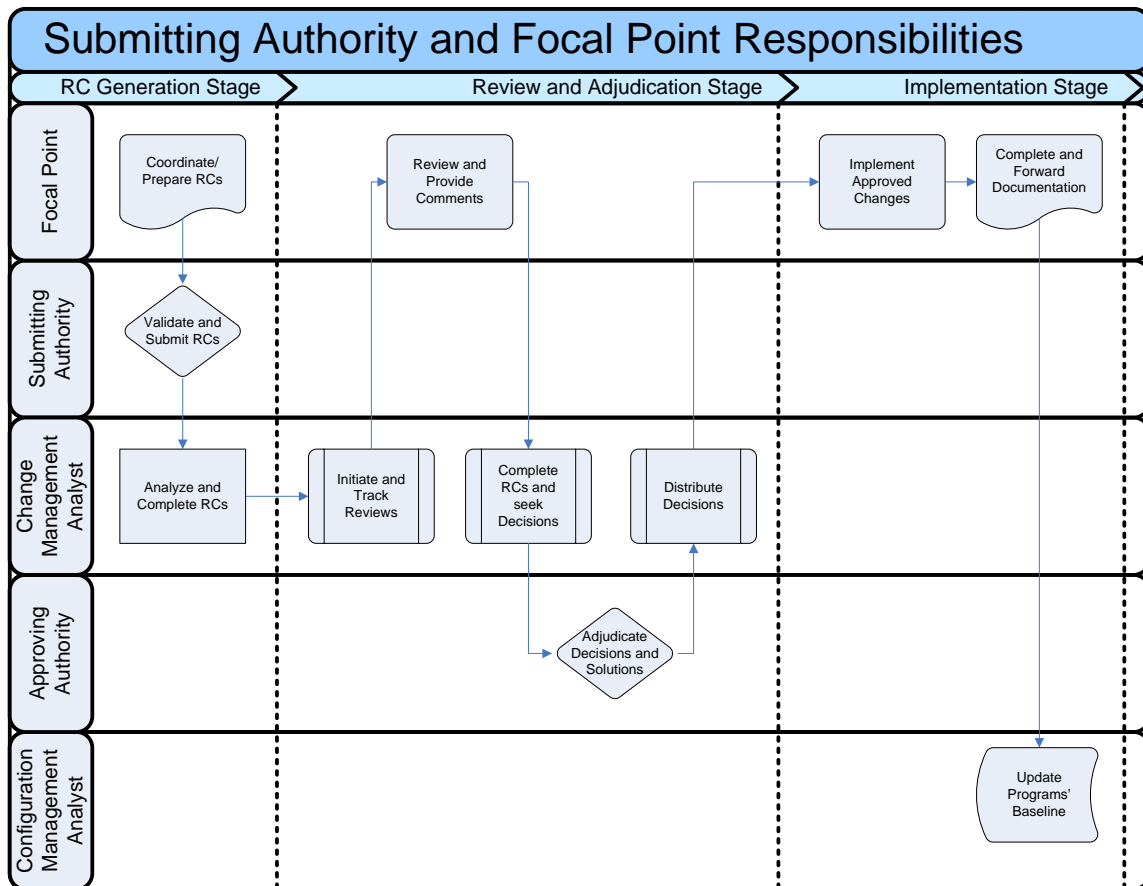 Submitting Authority and Focal Point Responsibilities
RC Generation Stage
Review and Adjudication Stage
Implementation Stage
Focal Point
Coordate/
Prepare RCs
Review and
Provide
Comments
Implement
Approved
Changes
Complete and
Forward
Documentation
Submitting
Authority
Validate and
Submit RCs
Change
Management
Analyst
Analyze and
Complete RCs
Initiate and
Track
Reviews
Complete
RCs and
seek
Decisions
Distribute
Decisions
Approving
Authority
Adjudicate
Decisions and
Solutions
Configuration
Management
Analyst
Update
Programs’
Baseline